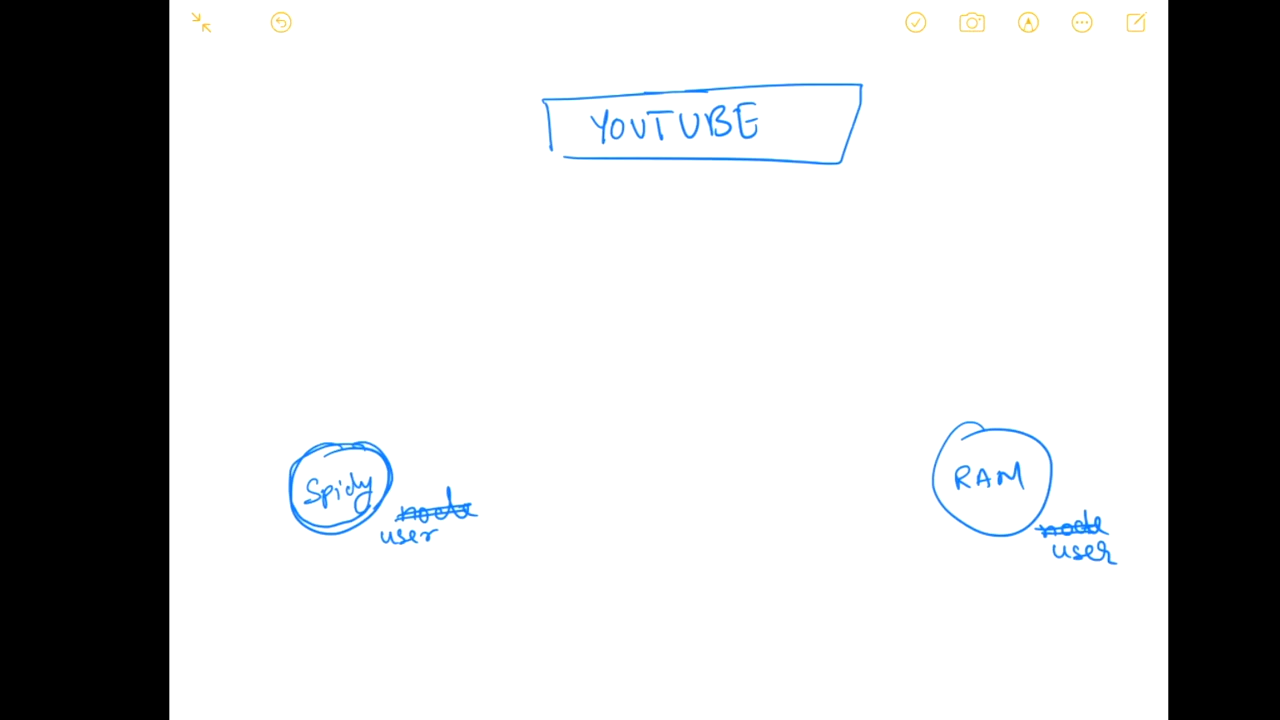 YOUTUBE
Spidy
node
user
RAM
node
user